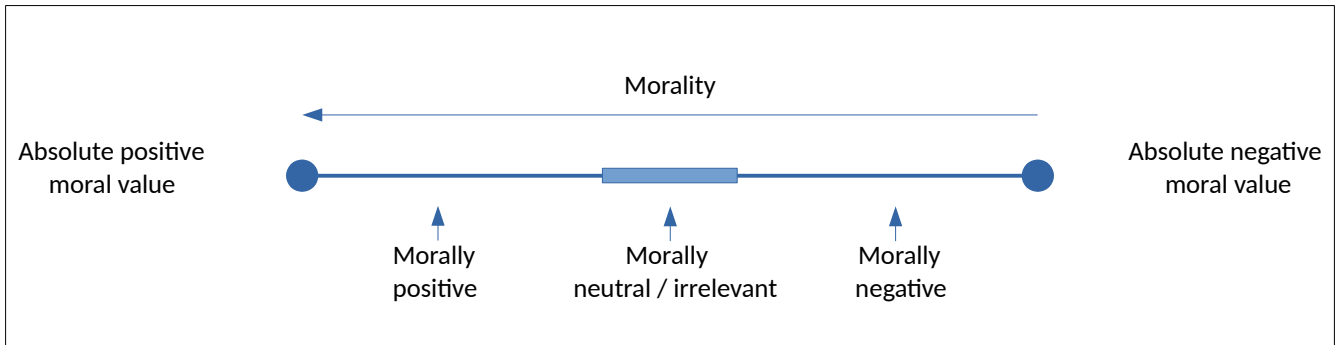 Morality
Absolute positive
moral value
Absolute negative
moral value
Morally
positive
Morally
neutral / irrelevant
Morally
negative